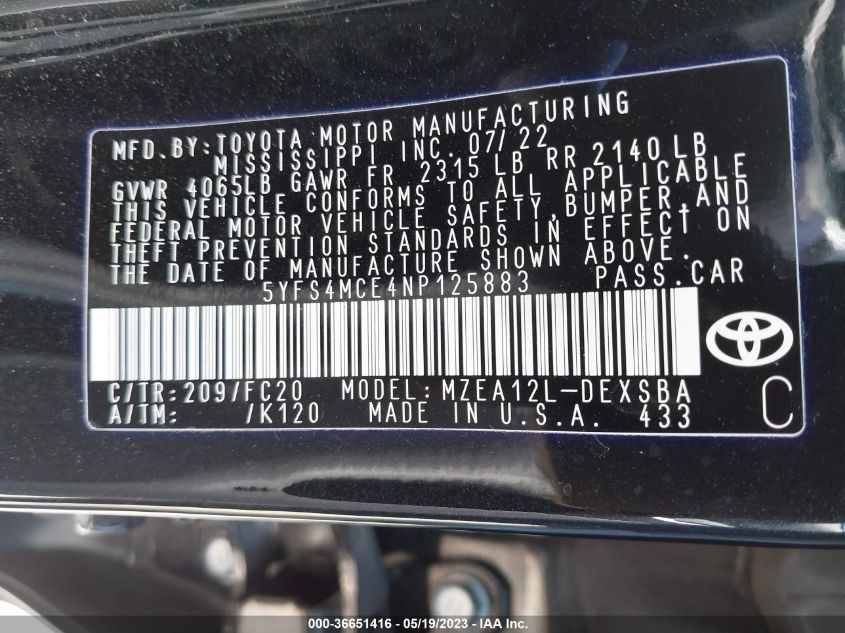 MFD.BY:TOYOTA MOTOR MANUFACTURING
MISSISSIPPI INC. 07/22
GVWR 4065LB GAWR FR 2315 LB RR 2140 LB
THIS VEHICLE CONFORMS TO ALL APPLICABLE
FEDERAL MOTOR VEHICLE SAFETY,BUMPER,AND
THEFT PREVENTION STANDARDS IN EFFECT ON
THE DATE OF MANUFACTURE SHOWN ABOVE.
5YFS4MCE4NP125883 PASS.CAR
C/TR:209/FC20 MODEL:MZEA12L-DEXSBA
A/TM: /K120 MADE IN U.S.A. 433
C
000-36651416 - 05/19/2023 - IAA Inc.